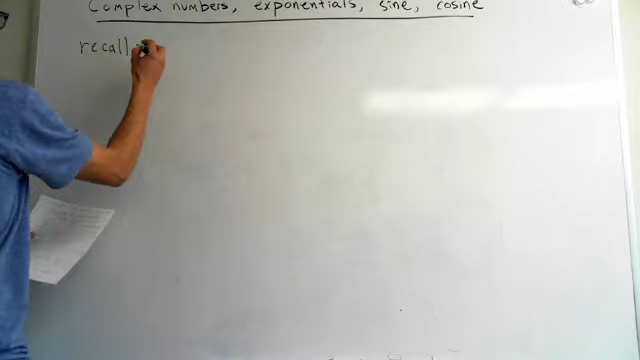 Complex numbers, exponentials, sine, cosine
recall